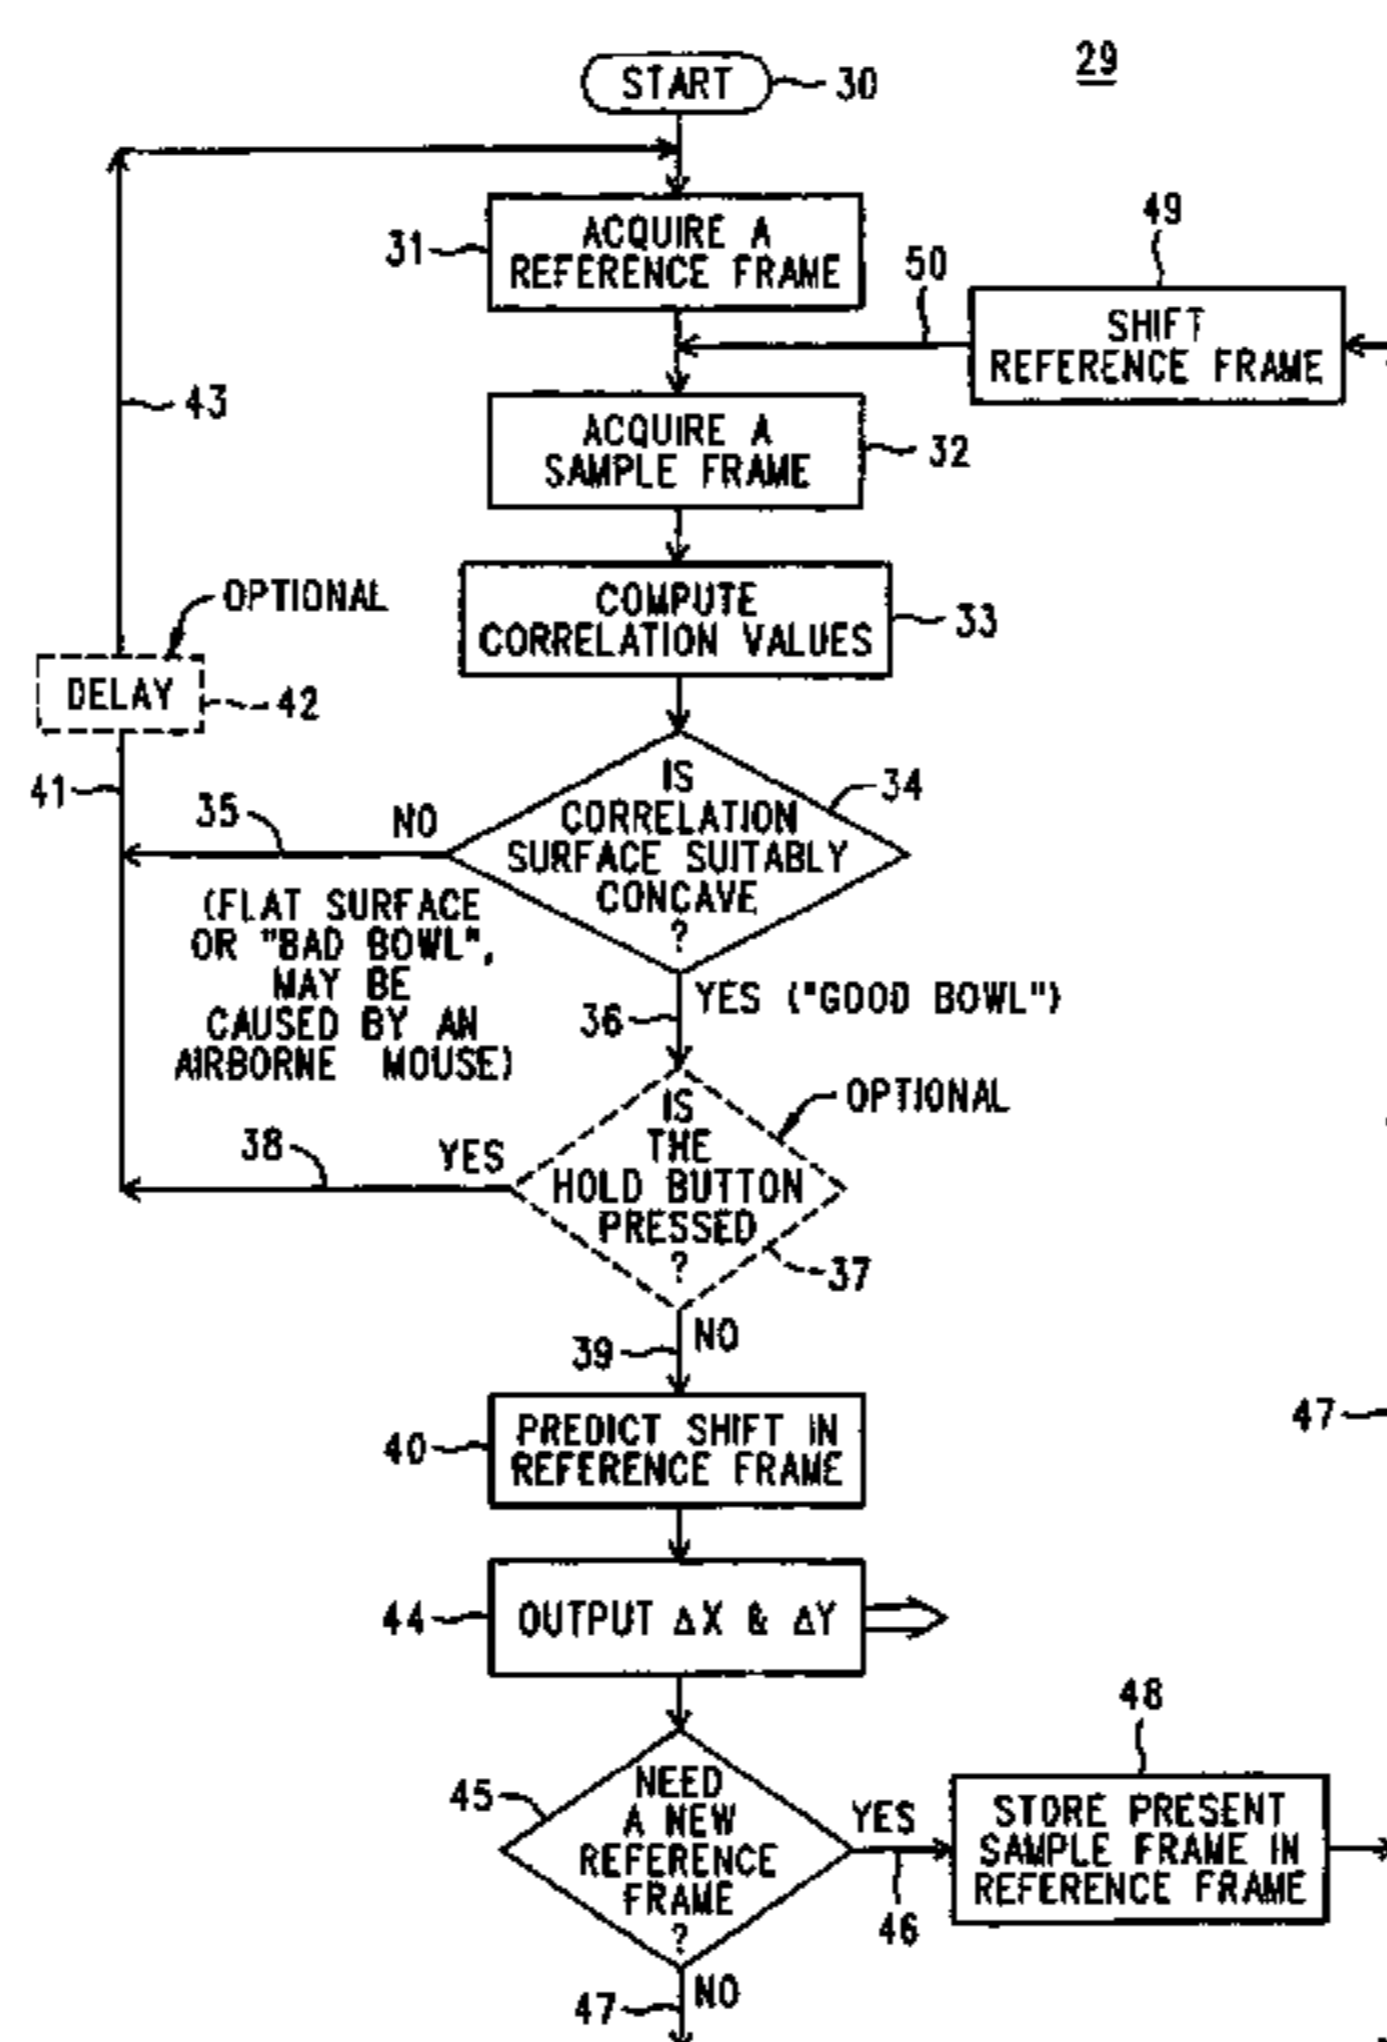 29
START
30
ACQUIRE A
REFERENCE FRAME
31
49
50
SHIFT
REFERENCE FRAME
43
ACQUIRE A
SAMPLE FRAME
32
OPTIONAL
COMPUTE
CORRELATION VALUES
33
DELAY
42
41
35
NO
IS
CORRELATION
SURFACE SUITABLY
CONCAVE
?
34
(FLAT SURFACE
OR "BAD BOWL",
MAY BE
CAUSED BY AN
AIRBORNE MOUSE)
36
YES ("GOOD BOWL")
OPTIONAL
38
YES
IS
THE
HOLD BUTTON
PRESSED
?
37
39
NO
40
PREDICT SHIFT IN
REFERENCE FRAME
47
44
OUTPUT ΔX & ΔY
48
45
NEED
A NEW
REFERENCE
FRAME
?
YES
46
STORE PRESENT
SAMPLE FRAME IN
REFERENCE FRAME
47
NO